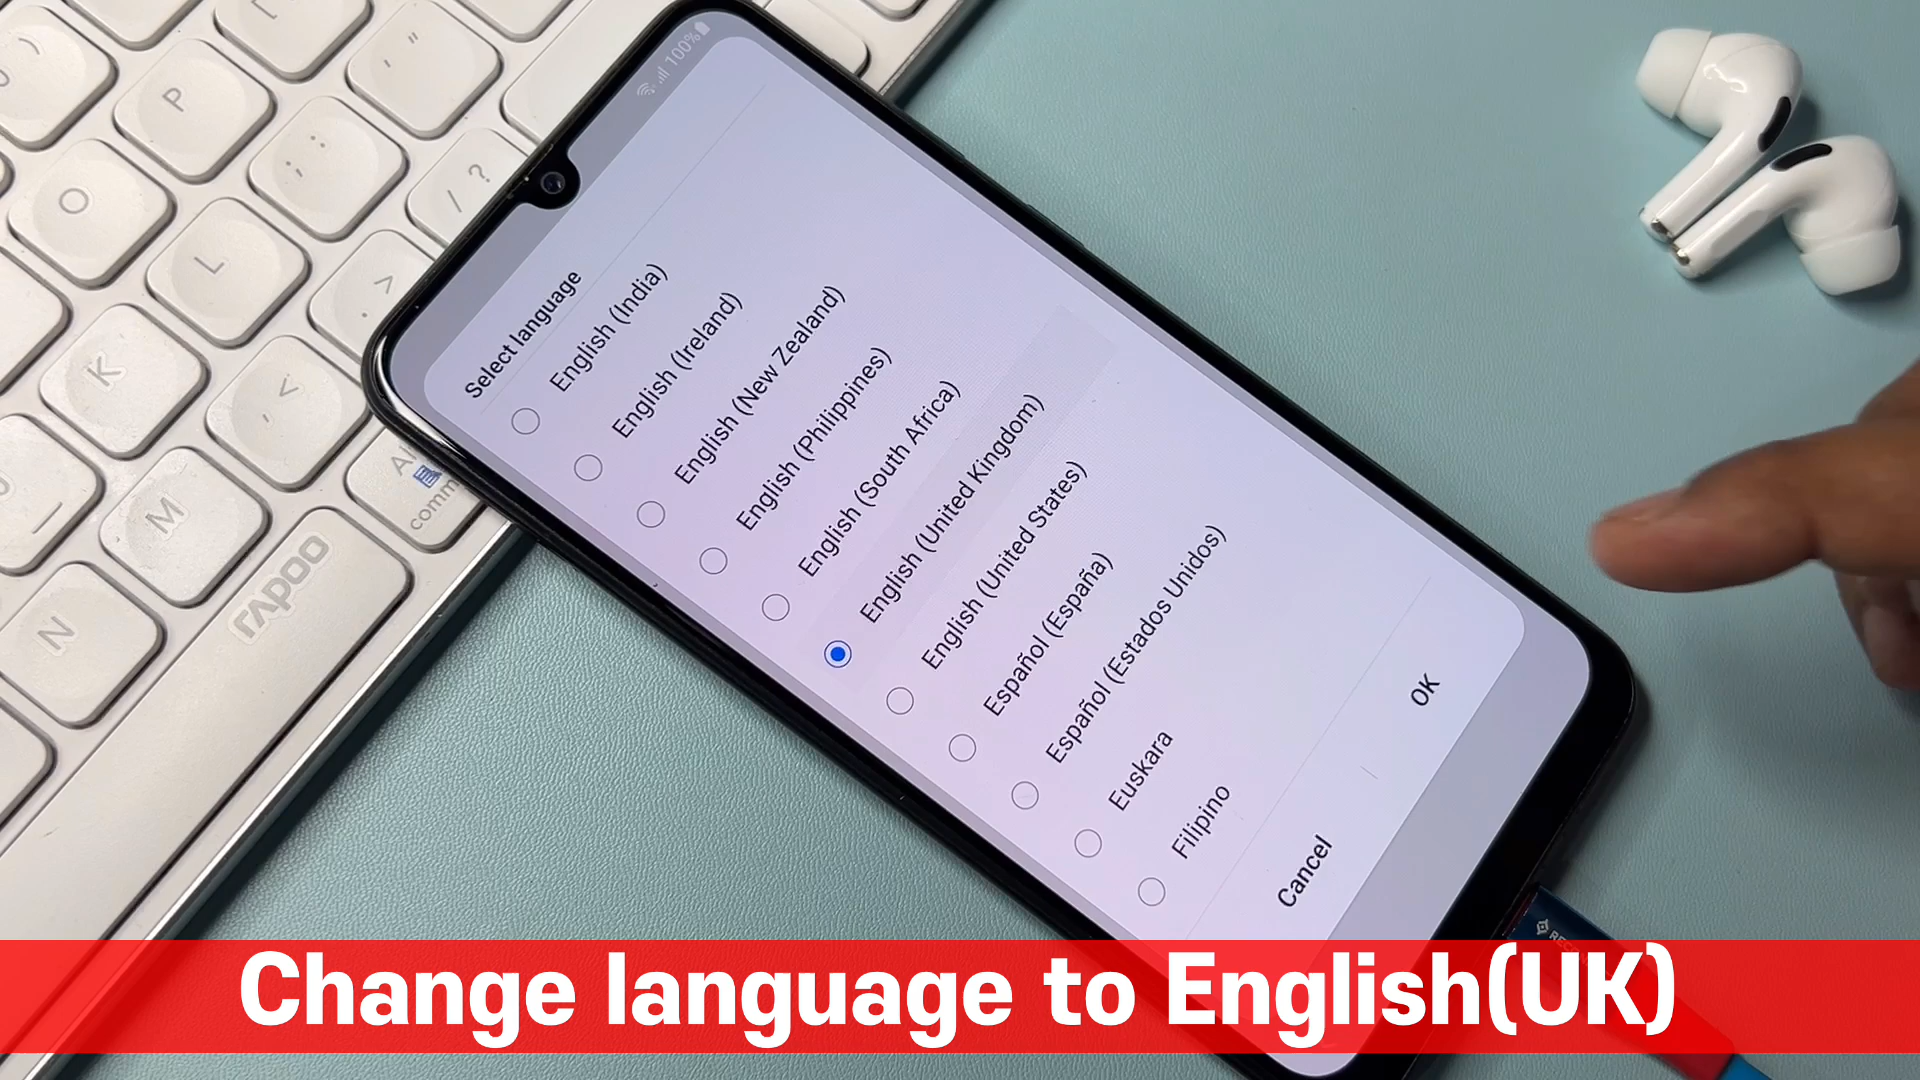 100%
Select language
English (India)
English (Ireland)
English (New Zealand)
English (Philippines)
English (South Africa)
English (United Kingdom)
English (United States)
Español (España)
Español (Estados Unidos)
Euskara
Filipino
Cancel
OK
P
"
'
O
L
:
;
?
/
K
>
.
<
,
M
N
comm
rapoo
Change language to English(UK)